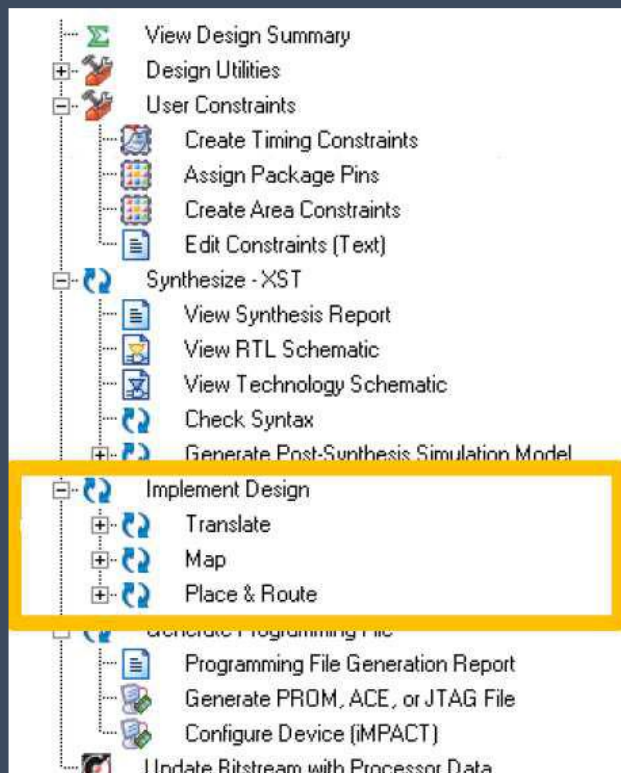 View Design Summary
Design Utilities
User Constraints
Create Timing Constraints
Assign Package Pins
Create Area Constraints
Edit Constraints (Text)
Synthesize - XST
View Synthesis Report
View RTL Schematic
View Technology Schematic
Check Syntax
Generate Post-Synthesis Simulation Model
Implement Design
Translate
Map
Place & Route
Generate Programming File
Programming File Generation Report
Generate PROM, ACE, or JTAG File
Configure Device (iMPACT)
Update Bitstream with Processor Data